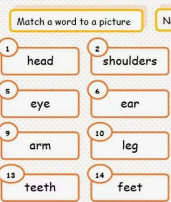 Match a word to a picture
1 head
2 shoulders
5 eye
6 ear
9 arm
10 leg
13 teeth
14 feet